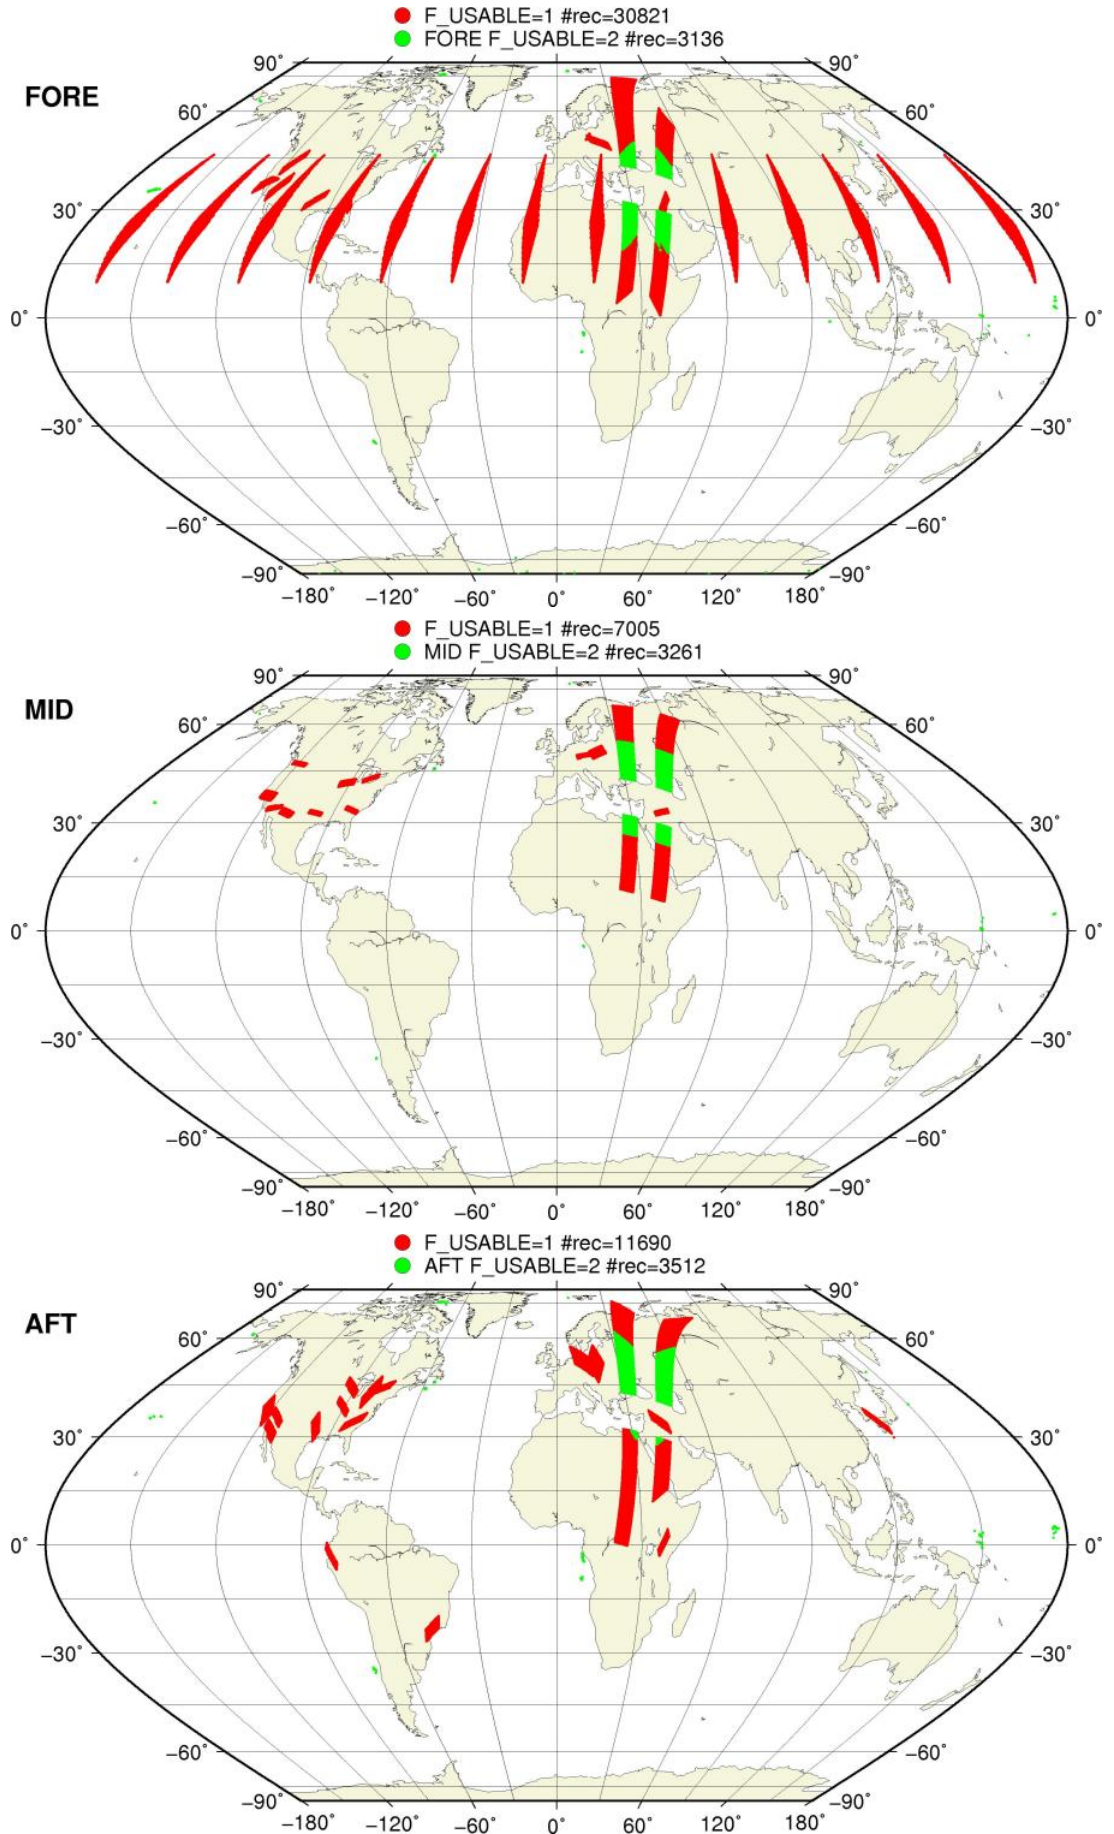 F_USABLE=1 #rec=30821
FORE F_USABLE=2 #rec=3136
FORE
90° 90°
60° 60°
30° 30°
0° 0°
−30° −30°
−60° −60°
−90° −90°
−180° −120° −60° 0° 60° 120° 180°
F_USABLE=1 #rec=7005
MID F_USABLE=2 #rec=3261
MID
90° 90°
60° 60°
30° 30°
0° 0°
−30° −30°
−60° −60°
−90° −90°
−180° −120° −60° 0° 60° 120° 180°
F_USABLE=1 #rec=11690
AFT F_USABLE=2 #rec=3512
AFT
90° 90°
60° 60°
30° 30°
0° 0°
−30° −30°
−60° −60°
−90° −90°
−180° −120° −60° 0° 60° 120° 180°